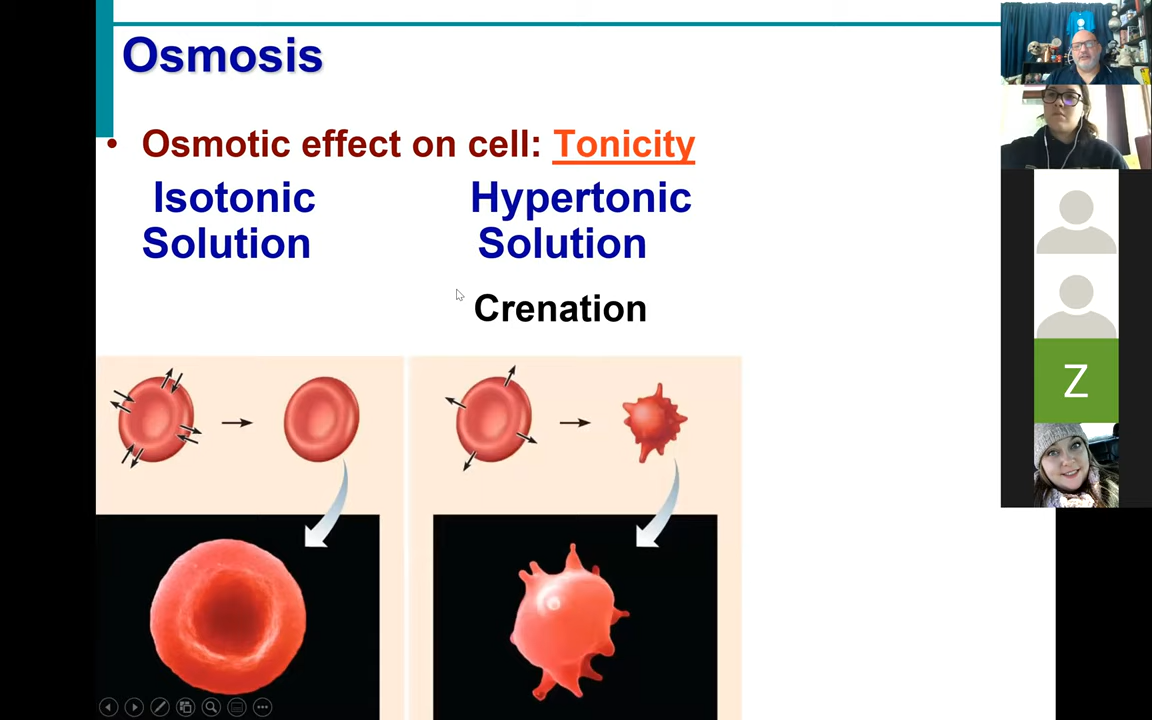 Osmosis
• Osmotic effect on cell: Tonicity
Isotonic
Solution
Hypertonic
Solution
Crenation
Z